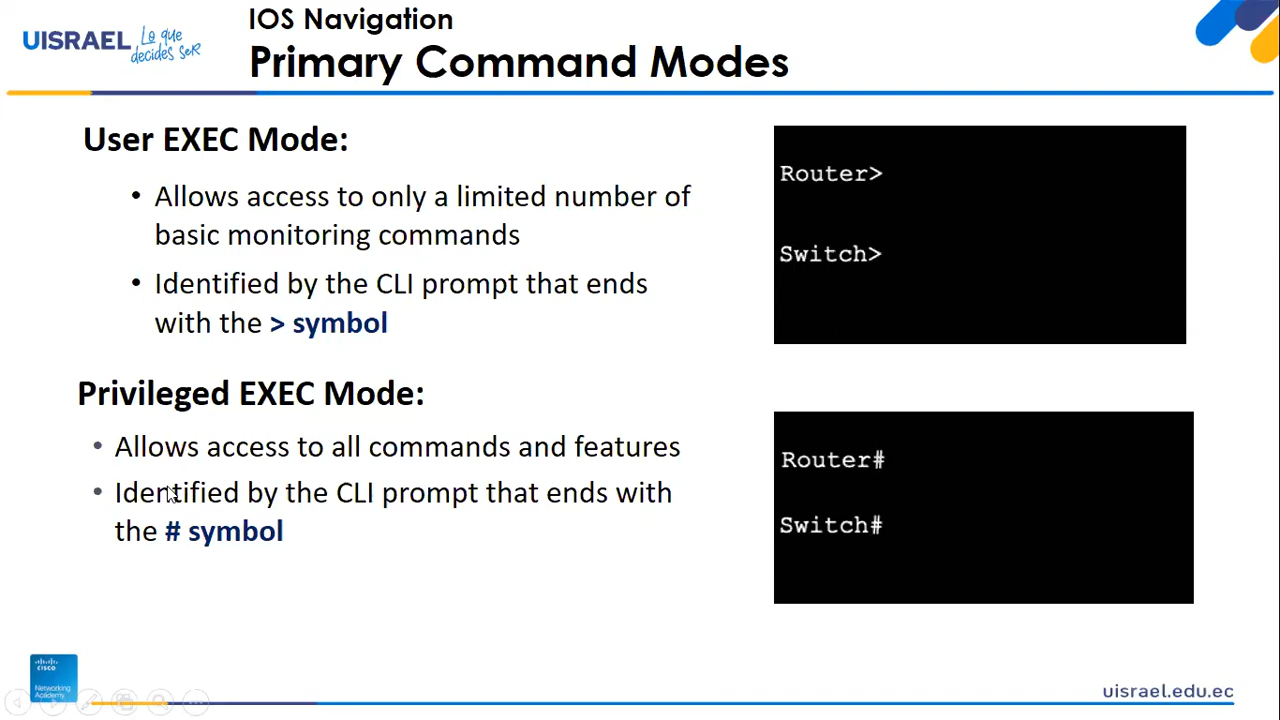 UISRAEL Lo que
decides seR
IOS Navigation
Primary Command Modes
User EXEC Mode:
• Allows access to only a limited number of
basic monitoring commands
• Identified by the CLI prompt that ends
with the > symbol
Router>
Switch>
Privileged EXEC Mode:
• Allows access to all commands and features
• Identified by the CLI prompt that ends with
the # symbol
Router#
Switch#
cisco
Networking
Academy
uisrael.edu.ec